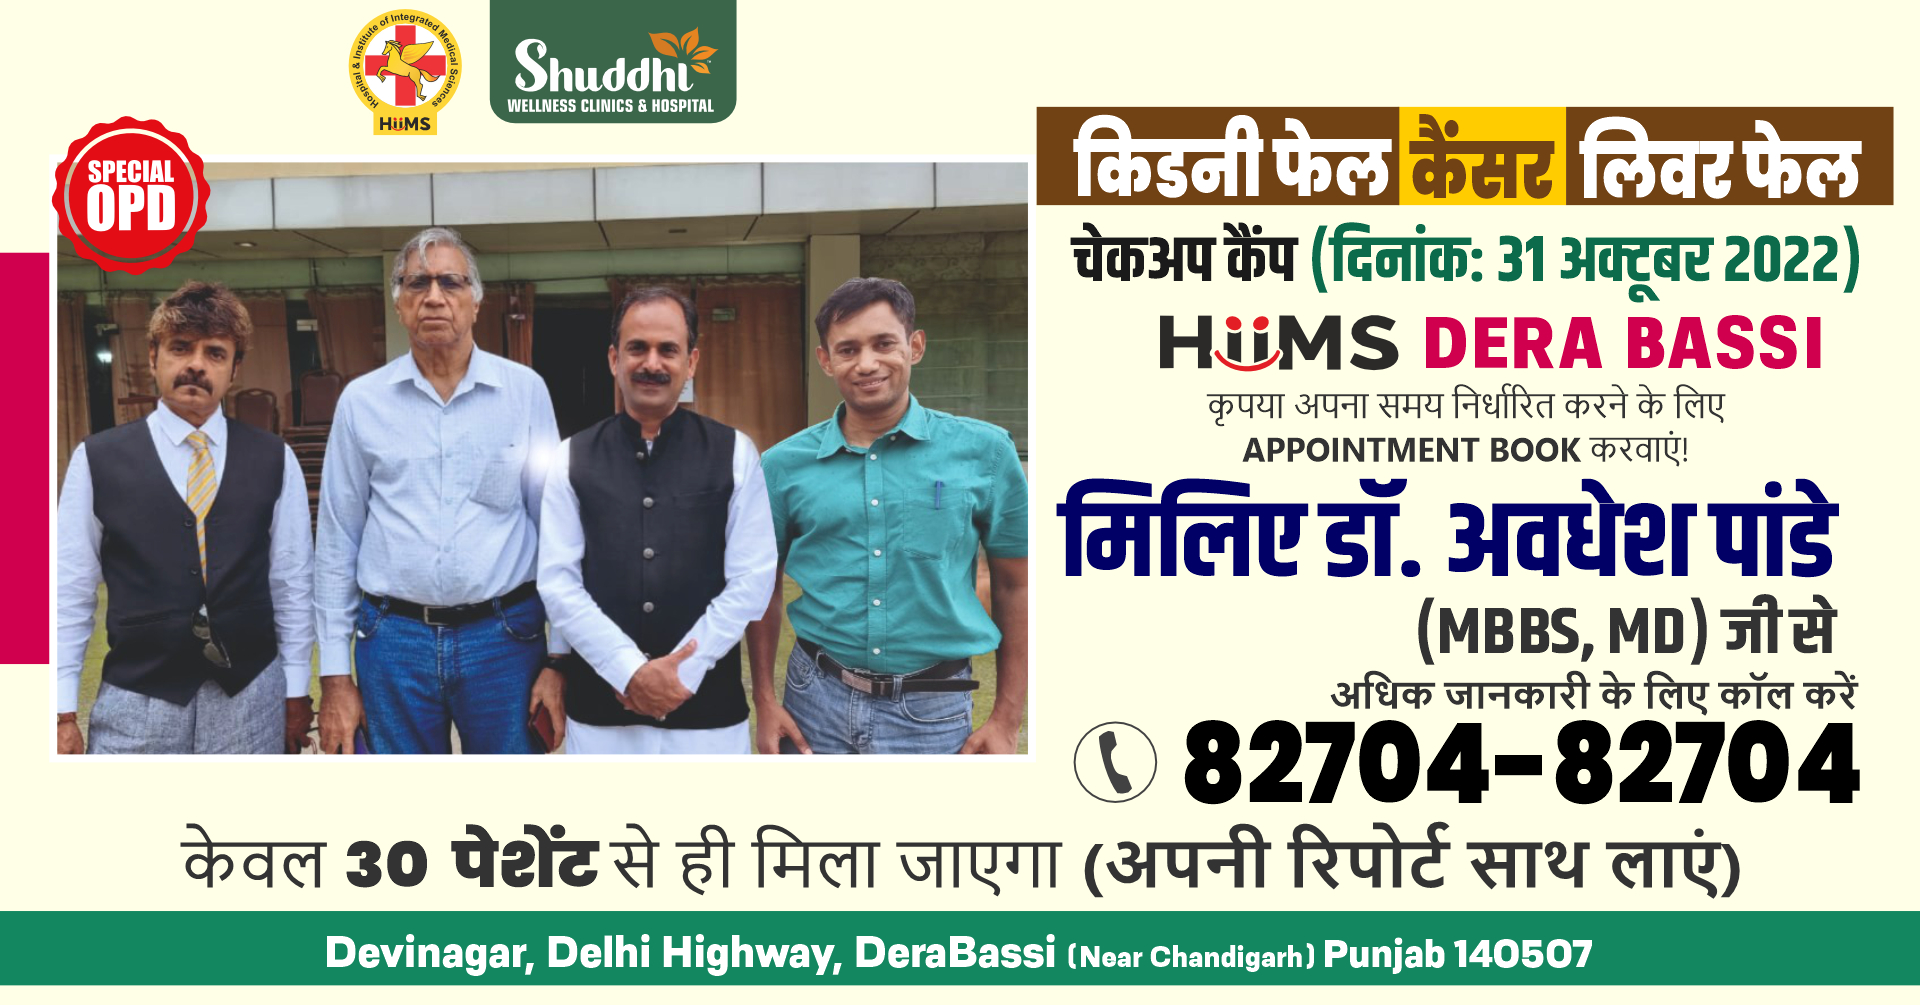 Hospital & Institute of Integrated Medical Sciences
HiiMS
Shuddhi
WELLNESS CLINICS & HOSPITAL
SPECIAL
OPD
किडनी फेल कैंसर लिवर फेल
चेकअप कैंप (दिनांक: 31 अक्टूबर 2022)
HiiMS DERA BASSI
कृपया अपना समय निर्धारित करने के लिए
APPOINTMENT BOOK करवाएं!
मिलिए डॉ. अवधेश पांडे
(MBBS, MD) जी से
अधिक जानकारी के लिए कॉल करें
82704-82704
केवल 30 पेशेंट से ही मिला जाएगा (अपनी रिपोर्ट साथ लाएं)
Devinagar, Delhi Highway, DeraBassi (Near Chandigarh) Punjab 140507